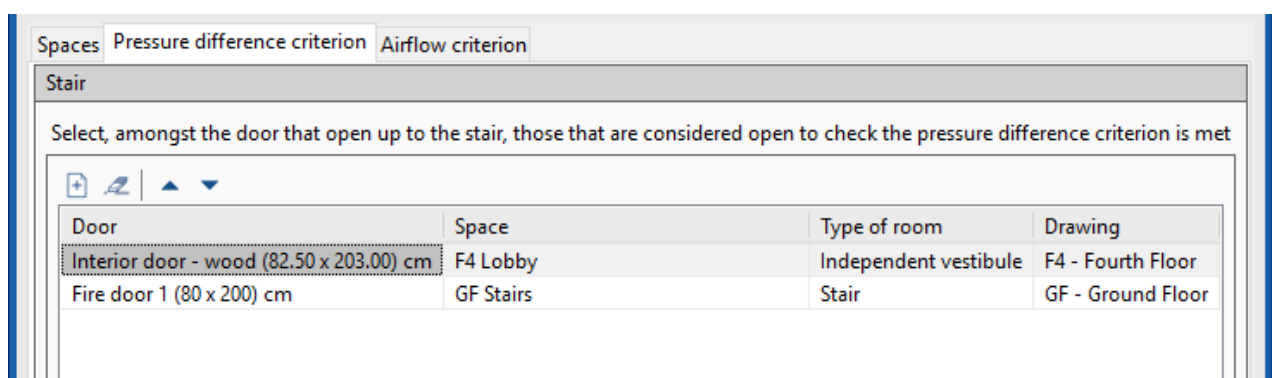 Spaces Pressure difference criterion Airflow criterion
Stair
Select, amongst the door that open up to the stair, those that are considered open to check the pressure difference criterion is met
Door Space Type of room Drawing
Interior door - wood (82.50 x 203.00) cm F4 Lobby Independent vestibule F4 - Fourth Floor
Fire door 1 (80 x 200) cm GF Stairs Stair GF - Ground Floor